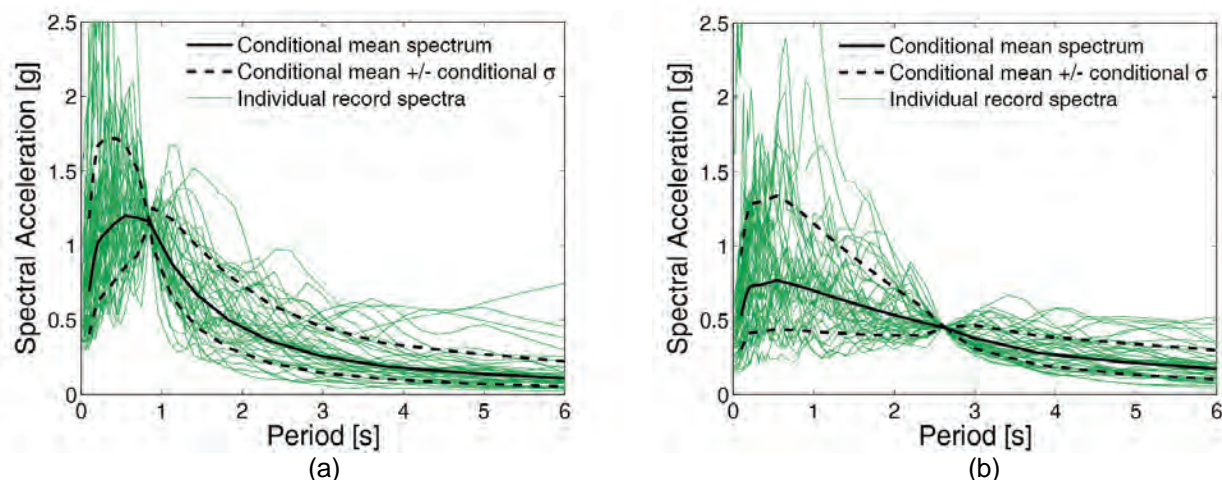 2.5
2
1.5
1
0.5
0
Spectral Acceleration [g]
Conditional mean spectrum
Conditional mean +/- conditional σ
Individual record spectra
0 1 2 3 4 5 6
Period [s]
(a)
2.5
2
1.5
1
0.5
0
Spectral Acceleration [g]
Conditional mean spectrum
Conditional mean +/- conditional σ
Individual record spectra
0 1 2 3 4 5 6
Period [s]
(b)